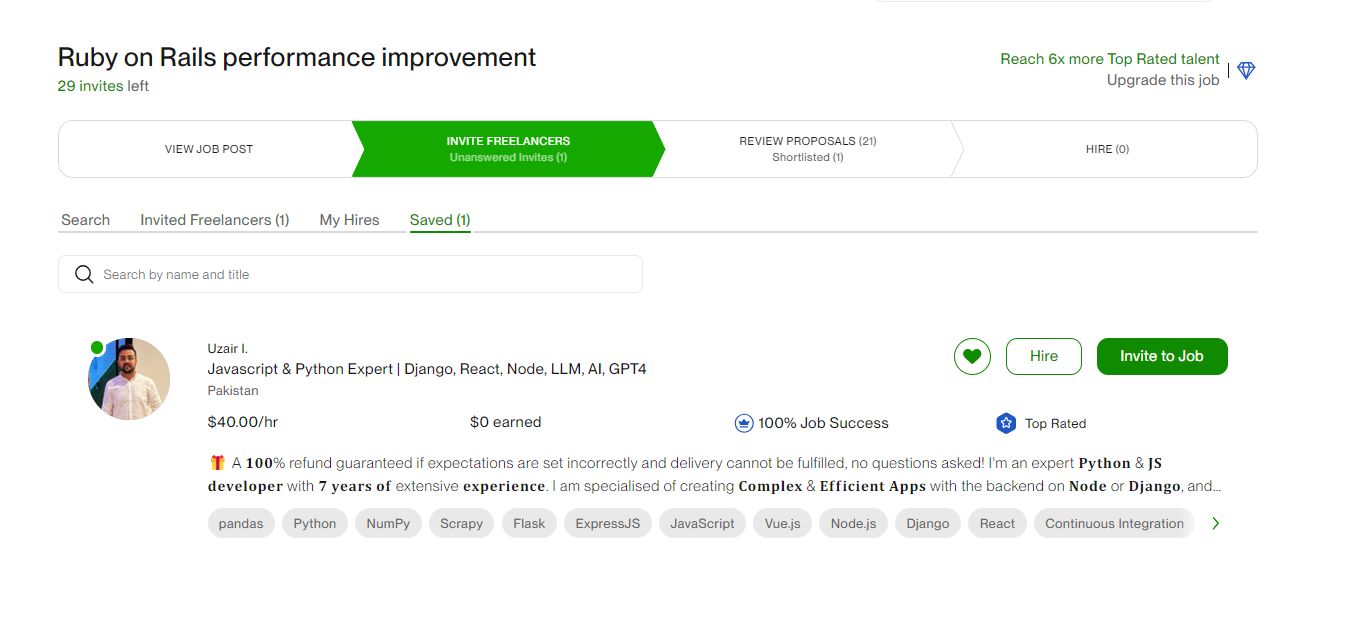 Ruby on Rails performance improvement
29 invites left
Reach 6x more Top Rated talent
Upgrade this job
VIEW JOB POST
INVITE FREELANCERS
Unanswered Invites (1)
REVIEW PROPOSALS (21)
Shortlisted (1)
HIRE (0)
Search
Invited Freelancers (1)
My Hires
Saved (1)
Search by name and title
Uzair I.
Javascript & Python Expert | Django, React, Node, LLM, AI, GPT4
Pakistan
Hire
Invite to Job
$40.00/hr
$0 earned
100% Job Success
Top Rated
🎁 A 100% refund guaranteed if expectations are set incorrectly and delivery cannot be fulfilled, no questions asked! I'm an expert Python & JS
developer with 7 years of extensive experience. I am specialised of creating Complex & Efficient Apps with the backend on Node or Django, and...
pandas
Python
NumPy
Scrapy
Flask
ExpressJS
JavaScript
Vue.js
Node.js
Django
React
Continuous Integration